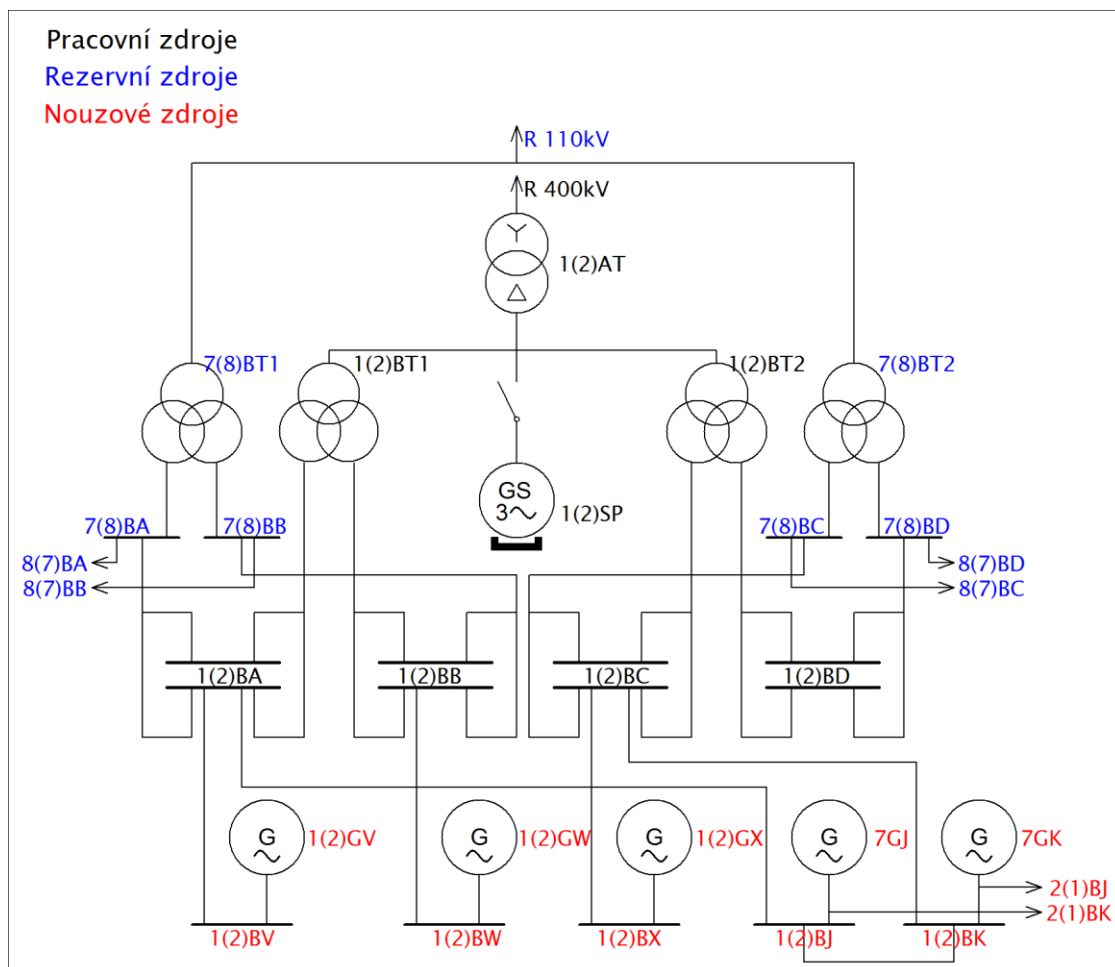 Pracovní zdroje
Rezervní zdroje
Nouzové zdroje
R 110kV
R 400kV
1(2)AT
7(8)BT1
1(2)BT1
1(2)BT2
7(8)BT2
GS
3
1(2)SP
7(8)BA
7(8)BB
7(8)BC
7(8)BD
8(7)BA
8(7)BB
8(7)BD
8(7)BC
1(2)BA
1(2)BB
1(2)BC
1(2)BD
G
1(2)GV
G
1(2)GW
G
1(2)GX
G
7GJ
G
7GK
2(1)BJ
2(1)BK
1(2)BV
1(2)BW
1(2)BX
1(2)BJ
1(2)BK